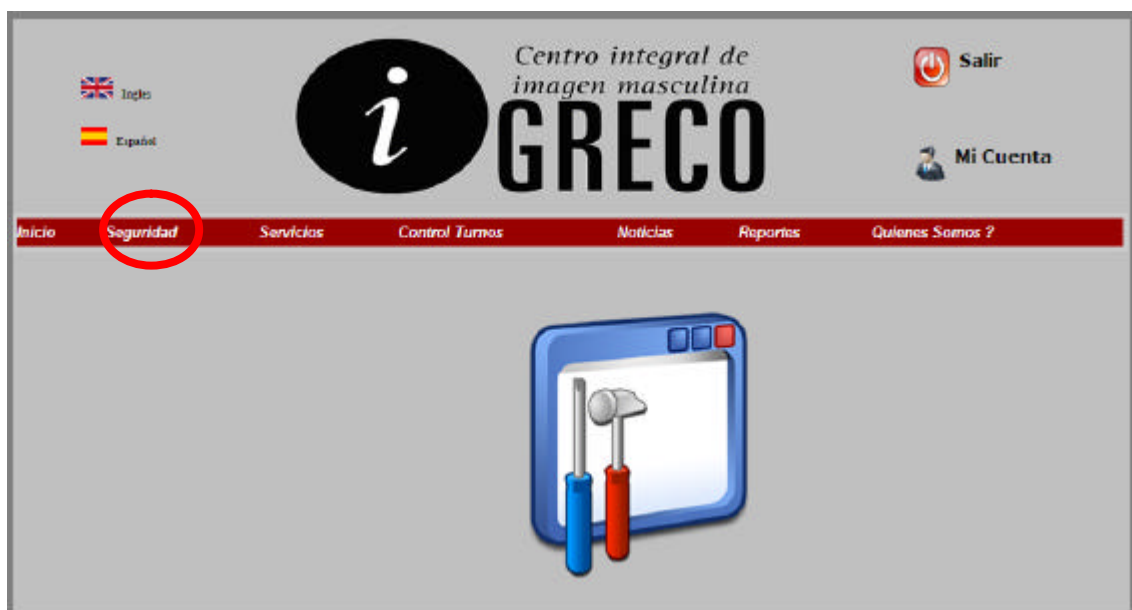 Ingles
Español
i
Centro integral de
imagen masculina
GRECO
Salir
Mi Cuenta
Inicio Seguridad Servicios Control Turnos Noticias Reportes Quienes Somos ?